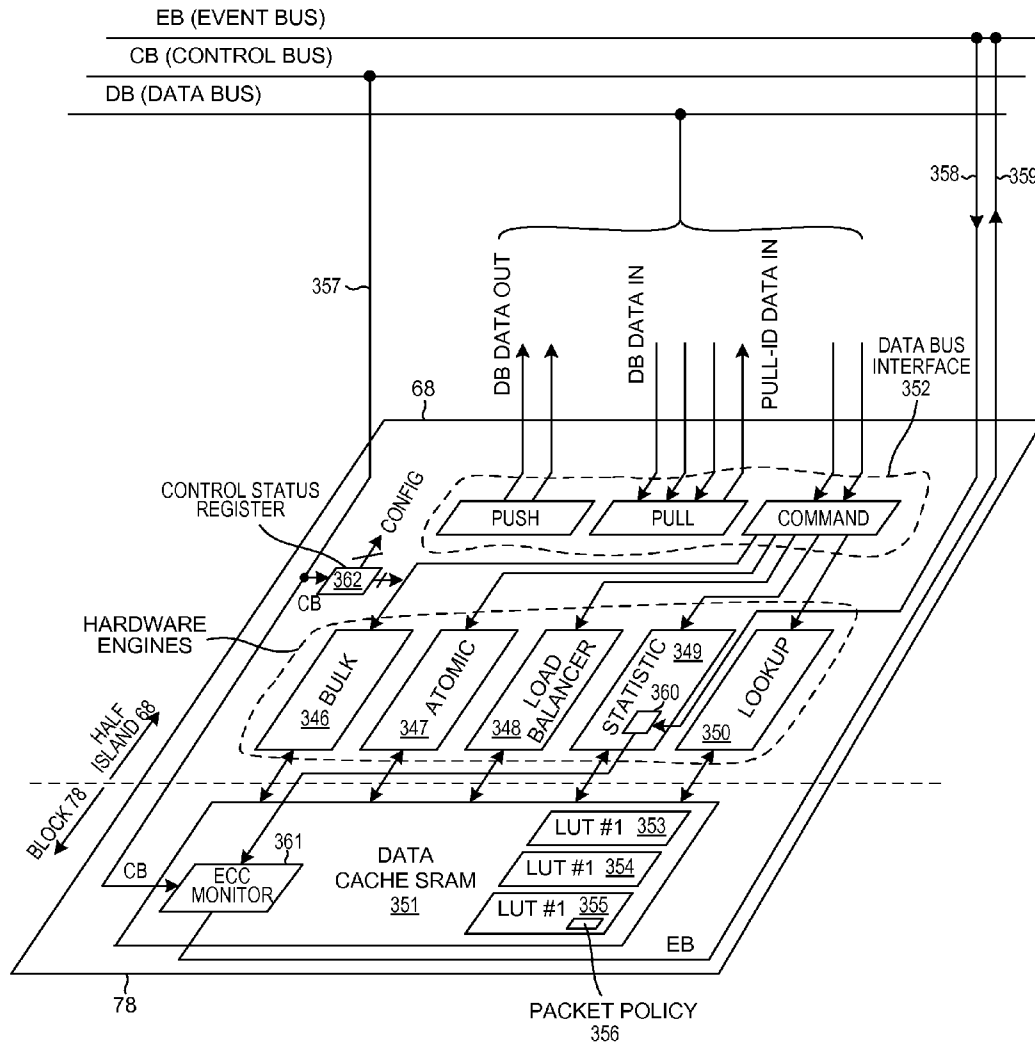 EB (EVENT BUS)
CB (CONTROL BUS)
DB (DATA BUS)
358
359
357
DB DATA OUT
DB DATA IN
PULL-ID DATA IN
DATA BUS
INTERFACE
352
68
CONTROL STATUS
REGISTER
CONFIG
362
CB
PUSH
PULL
COMMAND
HARDWARE
ENGINES
BULK
346
ATOMIC
347
LOAD
BALANCER
348
STATISTIC
349
360
LOOKUP
350
HALF
ISLAND 68
BLOCK 78
CB
ECC
MONITOR
361
DATA
CACHE SRAM
351
LUT #1 353
LUT #1 354
LUT #1 355
EB
78
PACKET POLICY
356